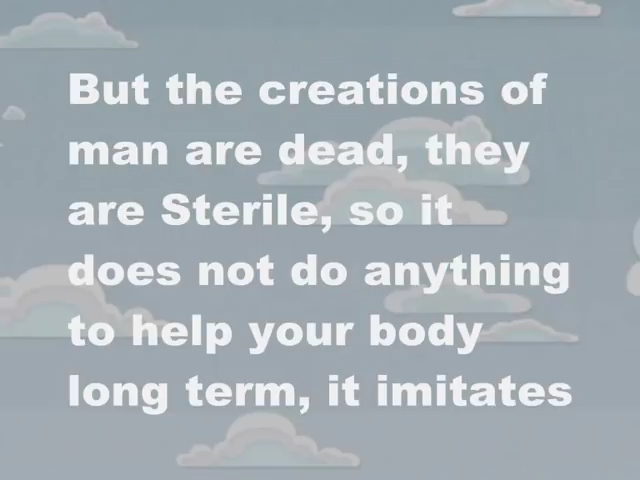 But the creations of
man are dead, they
are Sterile, so it
does not do anything
to help your body
long term, it imitates